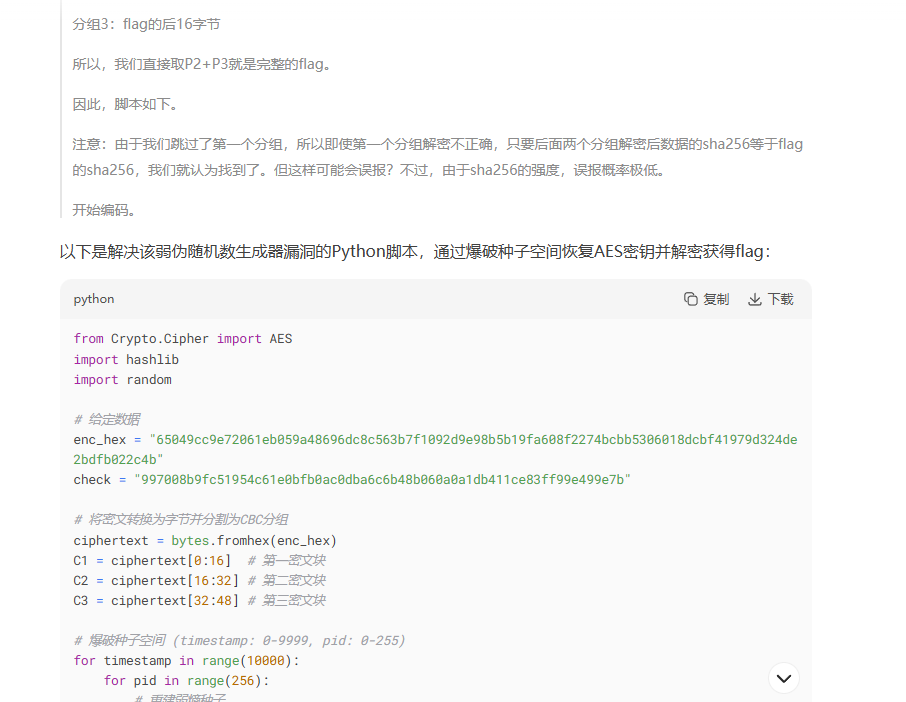 分组3：flag的后16字节
所以，我们直接取P2+P3就是完整的flag。
因此，脚本如下。
注意：由于我们跳过了第一个分组，所以即使第一个分组解密不正确，只要后面两个分组解密后数据的sha256等于flag
的sha256，我们就认为找到了。但这样可能会误报？不过，由于sha256的强度，误报概率极低。
开始编码。
以下是解决该弱伪随机数生成器漏洞的Python脚本，通过爆破种子空间恢复AES密钥并解密获得flag：
python 复制 下载
from Crypto.Cipher import AES
import hashlib
import random
# 给定数据
enc_hex = "65049cc9e72061eb059a48696dc8c563b7f1092d9e98b5b19fa608f2274bcbb5306018dcbf41979d324de
2bdfb022c4b"
check = "997008b9fc51954c61e0bfb0ac0dba6c6b48b060a0a1db411ce83ff99e499e7b"
# 将密文转换为字节并分割为CBC分组
ciphertext = bytes.fromhex(enc_hex)
C1 = ciphertext[0:16]  # 第一密文块
C2 = ciphertext[16:32] # 第二密文块
C3 = ciphertext[32:48] # 第三密文块
# 爆破种子空间 (timestamp: 0-9999, pid: 0-255)
for timestamp in range(10000):
for pid in range(256):
# 重建弱熵种子